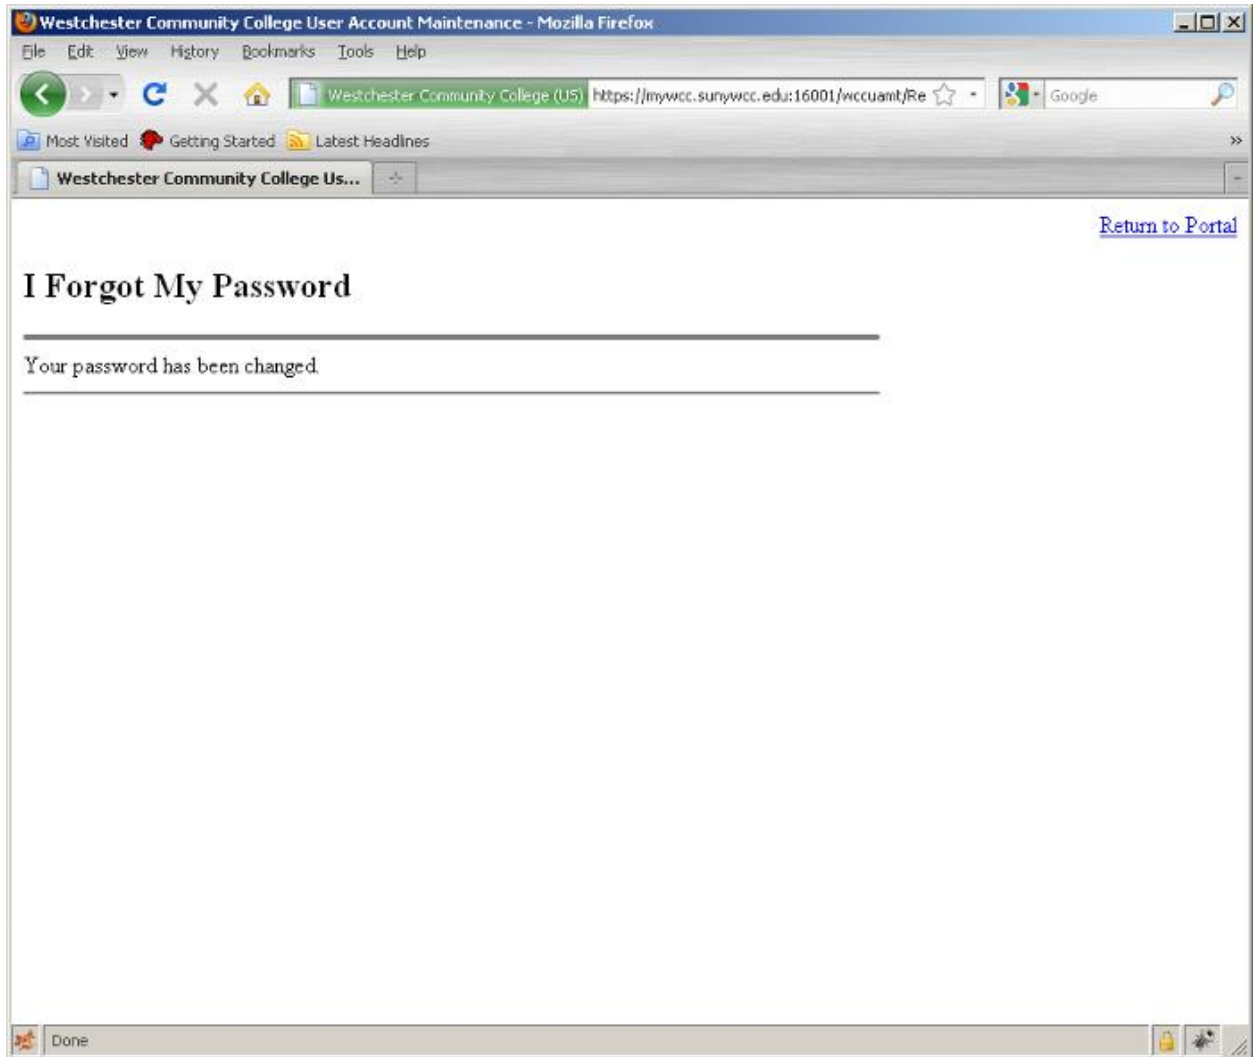 Westchester Community College User Account Maintenance - Mozilla Firefox
File Edit View History Bookmarks Tools Help
Westchester Community College (US) https://mywcc.sunywcc.edu:16001/wccuamt/Re Google
Most Visited Getting Started Latest Headlines »
Westchester Community College Us...
Return to Portal
I Forgot My Password
Your password has been changed.
Done